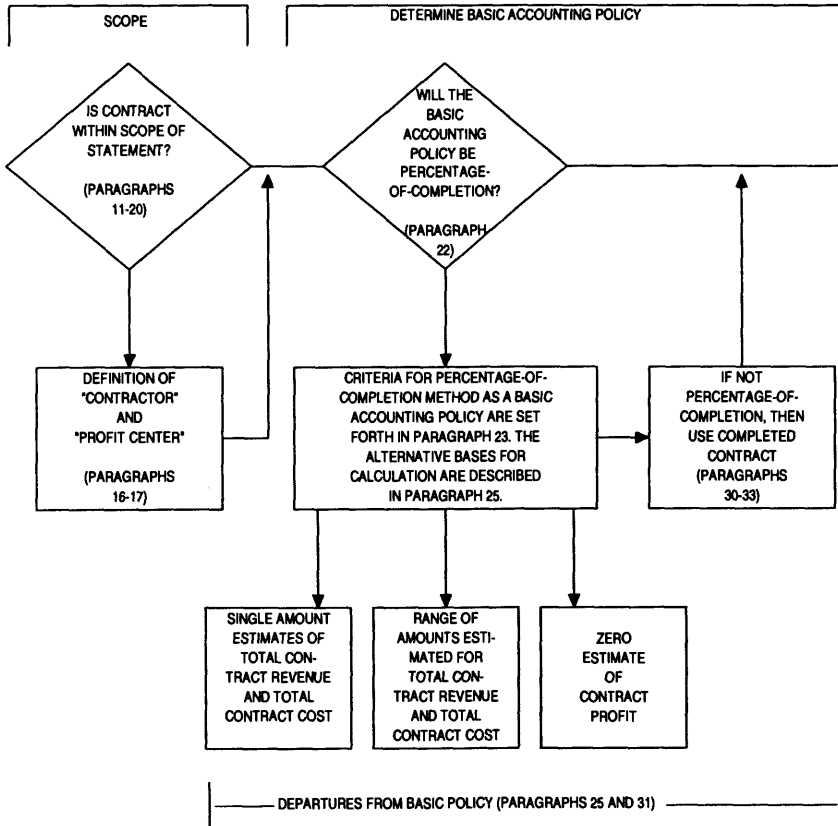 SCOPE
DETERMINE BASIC ACCOUNTING POLICY
IS CONTRACT
WITHIN SCOPE OF
STATEMENT?
(PARAGRAPHS
11-20)
WILL THE
BASIC
ACCOUNTING
POLICY BE
PERCENTAGE-
OF-COMPLETION?
(PARAGRAPH
22)
DEFINITION OF
"CONTRACTOR"
AND
"PROFIT CENTER"
(PARAGRAPHS
16-17)
CRITERIA FOR PERCENTAGE-OF-
COMPLETION METHOD AS A BASIC
ACCOUNTING POLICY ARE SET
FORTH IN PARAGRAPH 23. THE
ALTERNATIVE BASES FOR
CALCULATION ARE DESCRIBED
IN PARAGRAPH 25.
IF NOT
PERCENTAGE-OF-
COMPLETION, THEN
USE COMPLETED
CONTRACT
(PARAGRAPHS
30-33)
SINGLE AMOUNT
ESTIMATES OF
TOTAL CON-
TRACT REVENUE
AND TOTAL
CONTRACT COST
RANGE OF
AMOUNTS ESTI-
MATED FOR
TOTAL CON-
TRACT REVENUE
AND TOTAL
CONTRACT COST
ZERO
ESTIMATE
OF
CONTRACT
PROFIT
DEPARTURES FROM BASIC POLICY (PARAGRAPHS 25 AND 31)